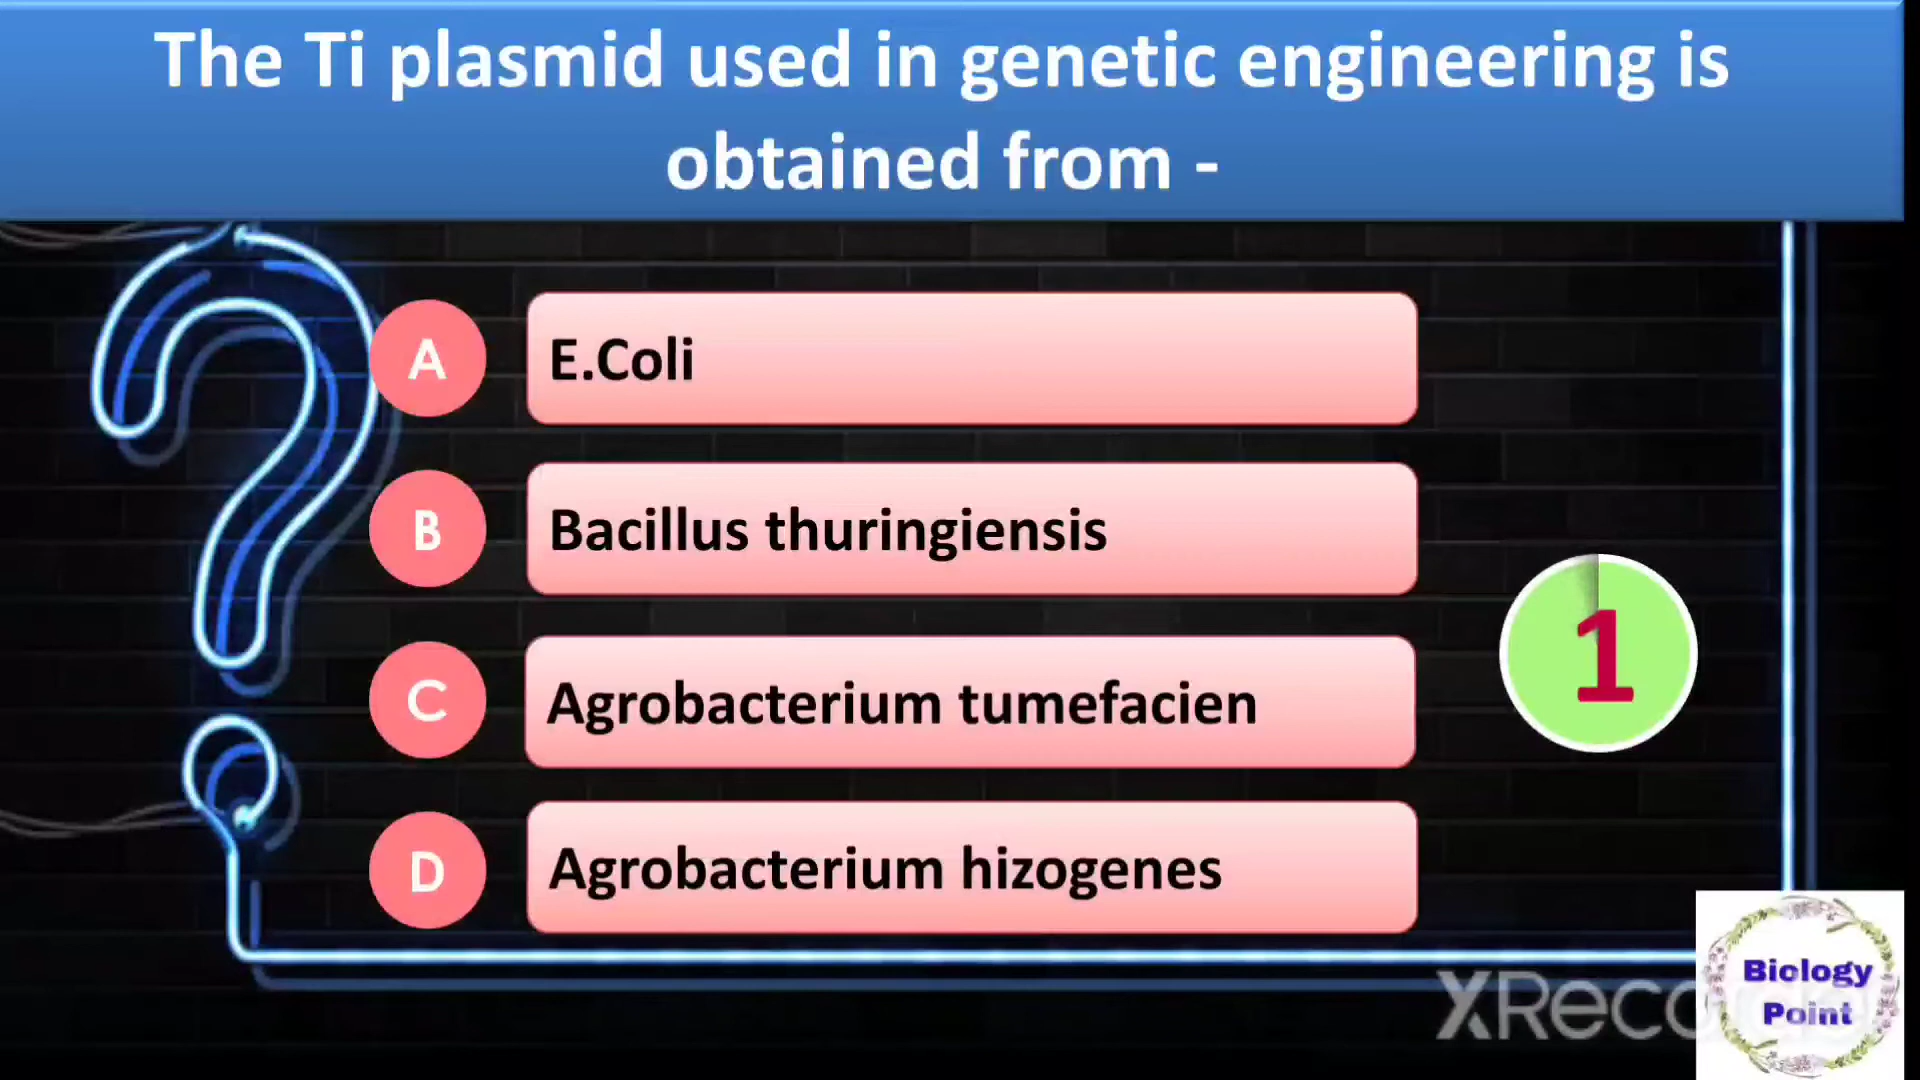 The Ti plasmid used in genetic engineering is
obtained from -
A
E.Coli
B
Bacillus thuringiensis
C
Agrobacterium tumefacien
1
D
Agrobacterium hizogenes
Biology
Point